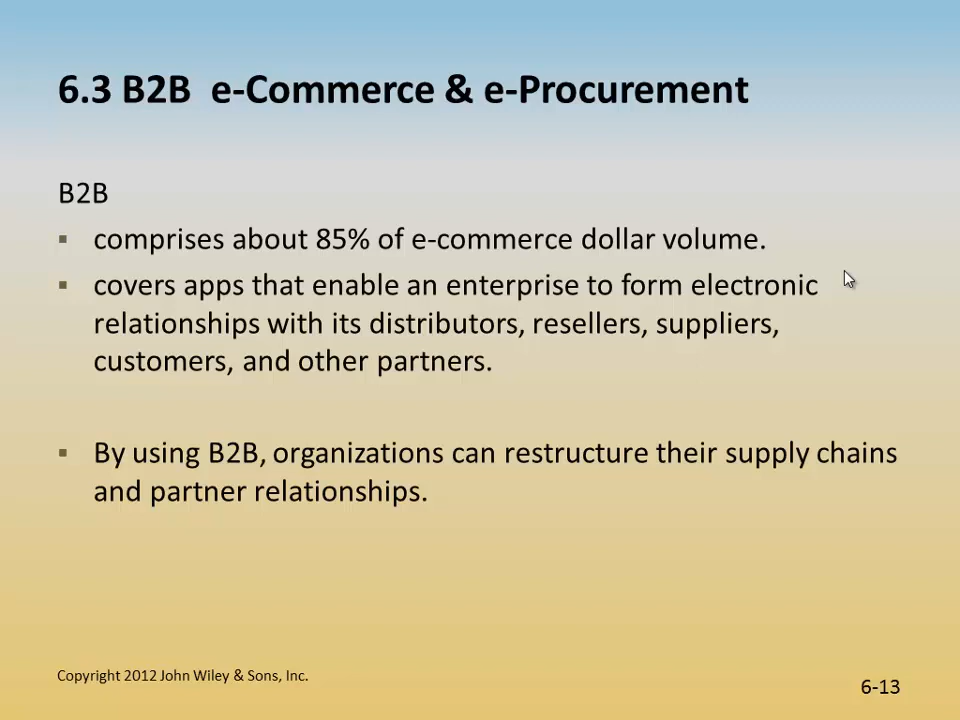 6.3 B2B e-Commerce & e-Procurement
B2B
▪ comprises about 85% of e-commerce dollar volume.
▪ covers apps that enable an enterprise to form electronic
relationships with its distributors, resellers, suppliers,
customers, and other partners.
▪ By using B2B, organizations can restructure their supply chains
and partner relationships.
Copyright 2012 John Wiley & Sons, Inc.
6-13